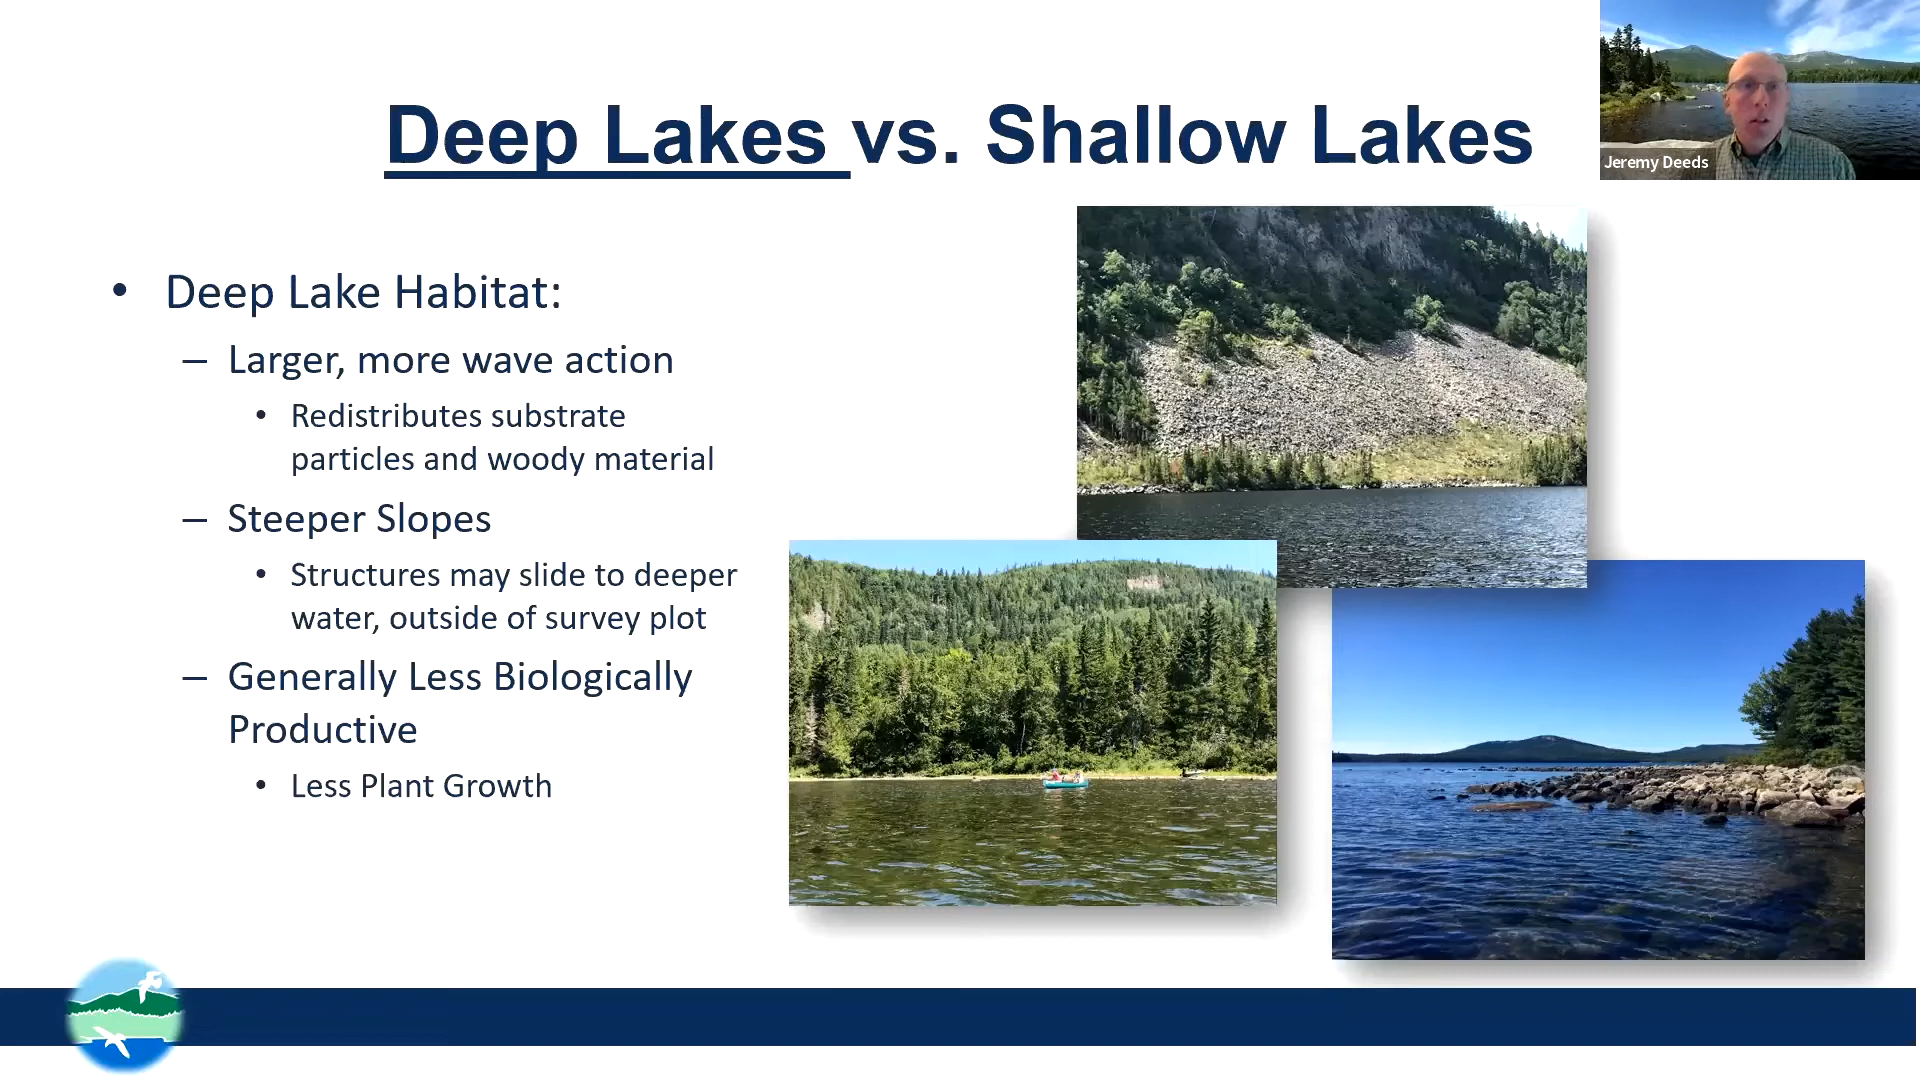 Deep Lakes vs. Shallow Lakes
Jeremy Deeds
• Deep Lake Habitat:
– Larger, more wave action
• Redistributes substrate
particles and woody material
– Steeper Slopes
• Structures may slide to deeper
water, outside of survey plot
– Generally Less Biologically
Productive
• Less Plant Growth